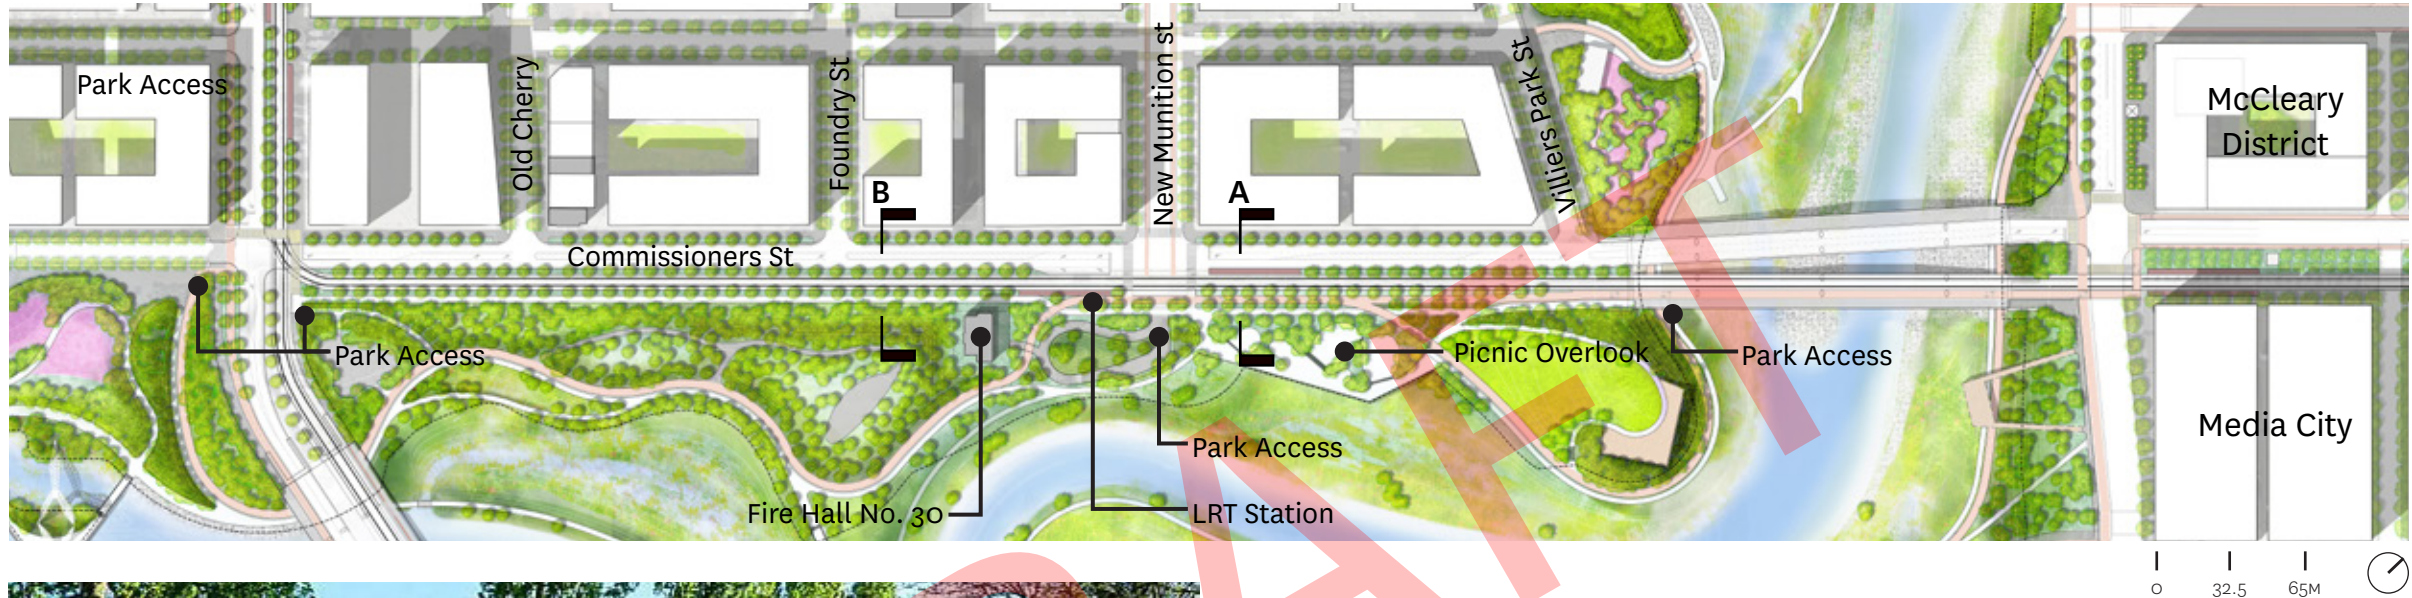 Park Access
Old Cherry
Foundry St
New Munition st
Villiers Park St
McCleary
District
B
A
Commissioners St
Park Access
Picnic Overlook
Park Access
Media City
Park Access
Fire Hall No. 30
LRT Station
DRAFT
0 32.5 65M